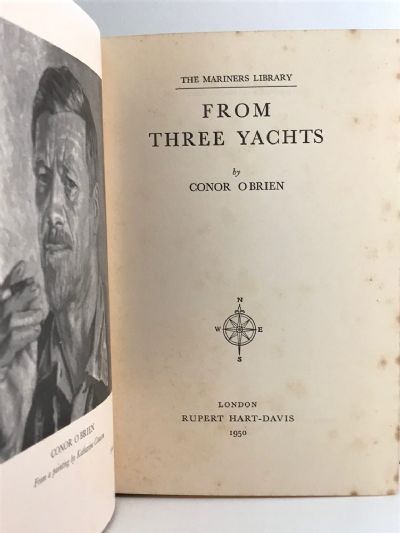 CONOR O'BRIEN
From a painting by Katharine
THE MARINERS LIBRARY
FROM
THREE YACHTS
by
CONOR O'BRIEN
N
W E
S
LONDON
RUPERT HART-DAVIS
1950